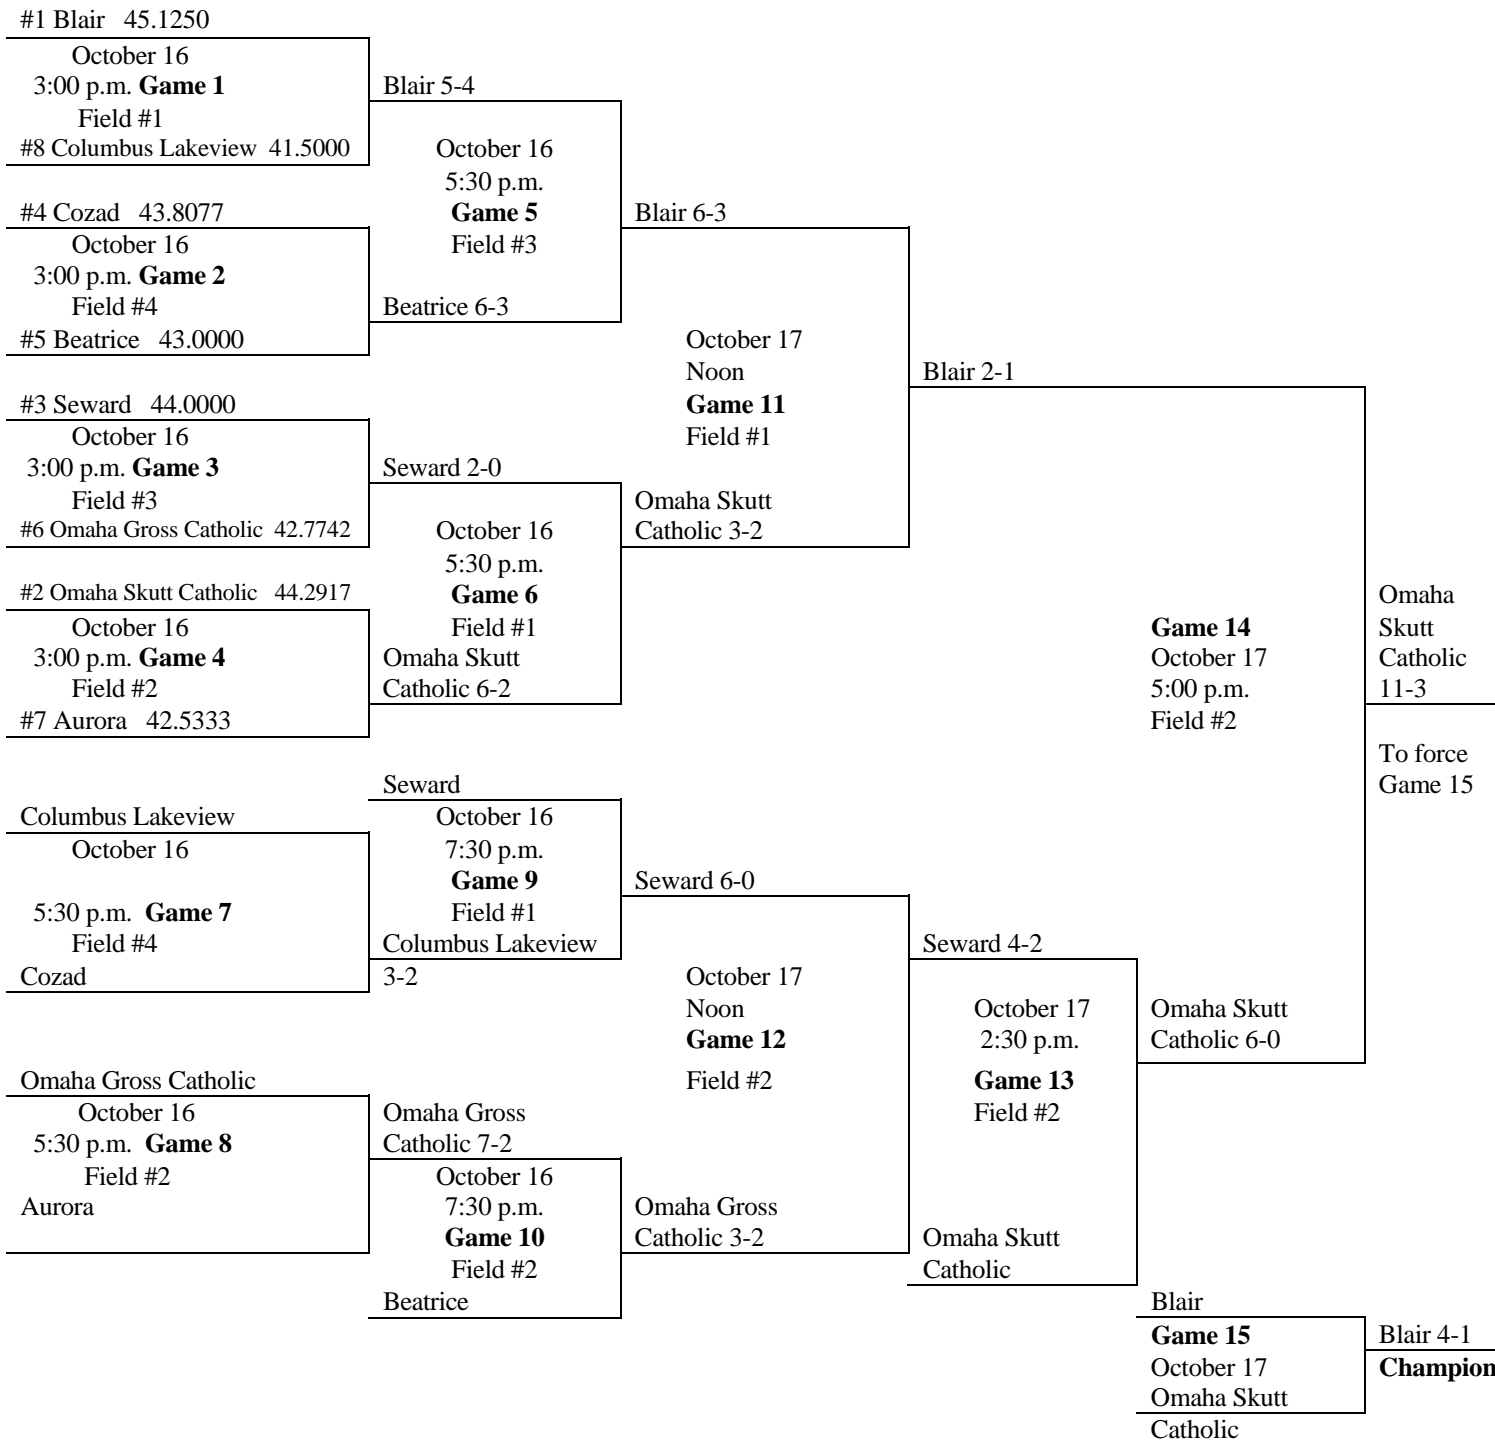 #1 Blair 45.1250
October 16
3:00 p.m. Game 1
Field #1
#8 Columbus Lakeview 41.5000
#4 Cozad 43.8077
October 16
3:00 p.m. Game 2
Field #4
#5 Beatrice 43.0000
#3 Seward 44.0000
October 16
3:00 p.m. Game 3
Field #3
#6 Omaha Gross Catholic 42.7742
#2 Omaha Skutt Catholic 44.2917
October 16
3:00 p.m. Game 4
Field #2
#7 Aurora 42.5333
Columbus Lakeview
October 16
5:30 p.m. Game 7
Field #4
Cozad
Omaha Gross Catholic
October 16
5:30 p.m. Game 8
Field #2
Aurora
Blair 5-4
October 16
5:30 p.m.
Game 5
Field #3
Beatrice 6-3
Seward 2-0
October 16
5:30 p.m.
Game 6
Field #1
Omaha Skutt
Catholic 6-2
Seward
October 16
7:30 p.m.
Game 9
Field #1
Columbus Lakeview
3-2
Omaha Gross
Catholic 7-2
October 16
7:30 p.m.
Game 10
Field #2
Beatrice
Blair 6-3
October 17
Noon
Game 11
Field #1
Omaha Skutt
Catholic 3-2
Seward 6-0
October 17
Noon
Game 12
Field #2
Omaha Gross
Catholic 3-2
Blair 2-1
Seward 4-2
October 17
2:30 p.m.
Game 13
Field #2
Omaha Skutt
Catholic
Game 14
October 17
5:00 p.m.
Field #2
Omaha Skutt
Catholic 6-0
Omaha
Skutt
Catholic
11-3
To force
Game 15
Blair
Game 15
October 17
Omaha Skutt
Catholic
Blair 4-1
Champion